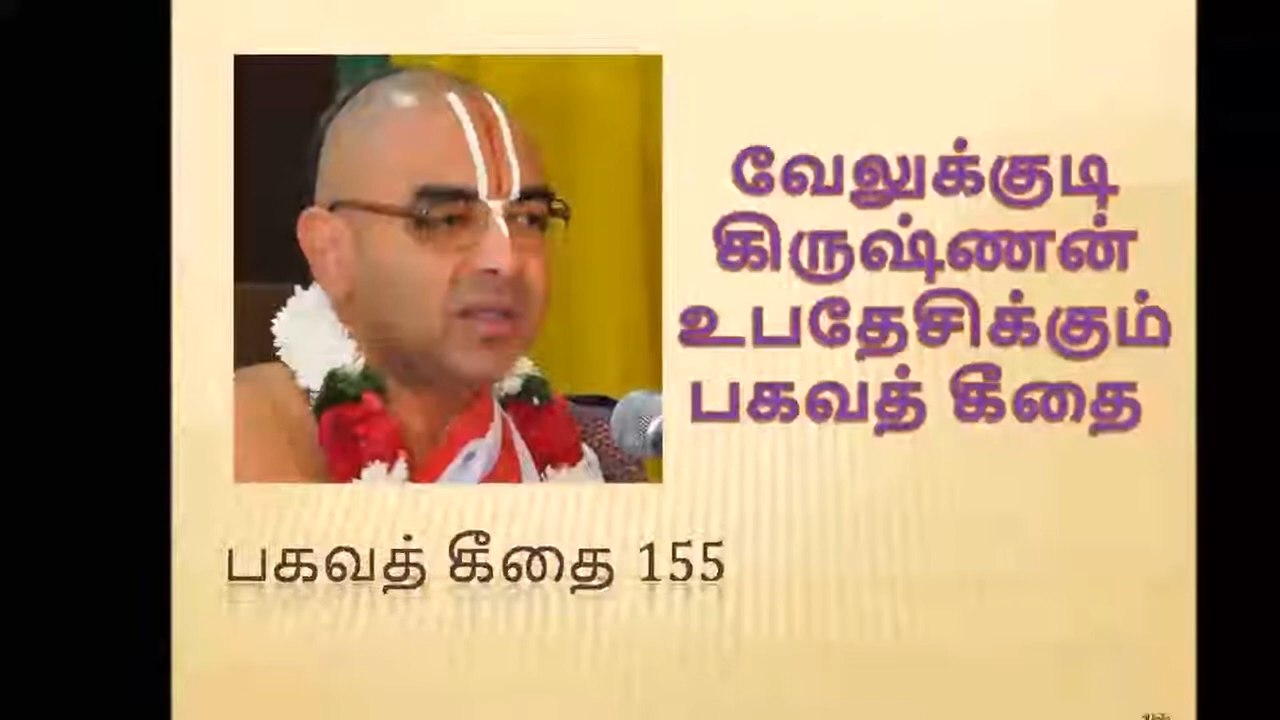 வேலுக்குடி
கிருஷ்ணன்
உபதேசிக்கும்
பகவத் கீதை
பகவத் கீதை 155